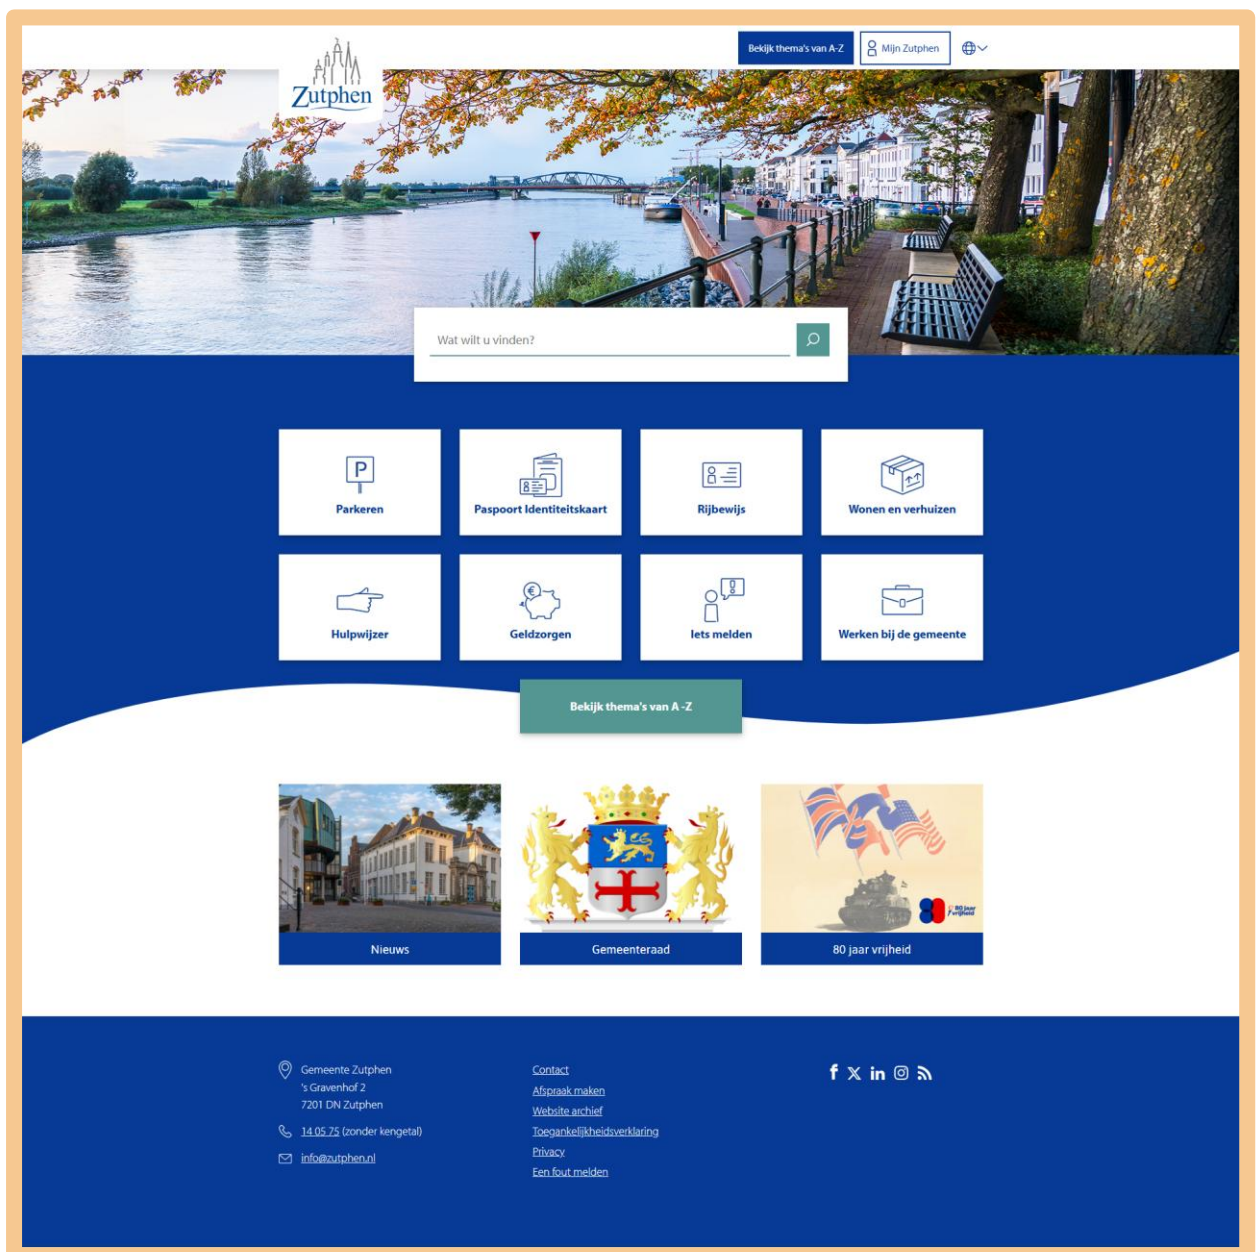 Bekijk thema's van A-Z
Mijn Zutphen
Zutphen
Wat wilt u vinden?
P
Parkeren
Paspoort Identiteitskaart
Rijbewijs
Wonen en verhuizen
Hulpwijzer
Geldzorgen
Iets melden
Werken bij de gemeente
Bekijk thema's van A -Z
80 jaar
vrijheid
Nieuws
Gemeenteraad
80 jaar vrijheid
Gemeente Zutphen
's Gravenhof 2
7201 DN Zutphen
14 05 75 (zonder kengetal)
info@zutphen.nl
Contact
Afspraak maken
Website archief
Toegankelijkheidsverklaring
Privacy
Een fout melden